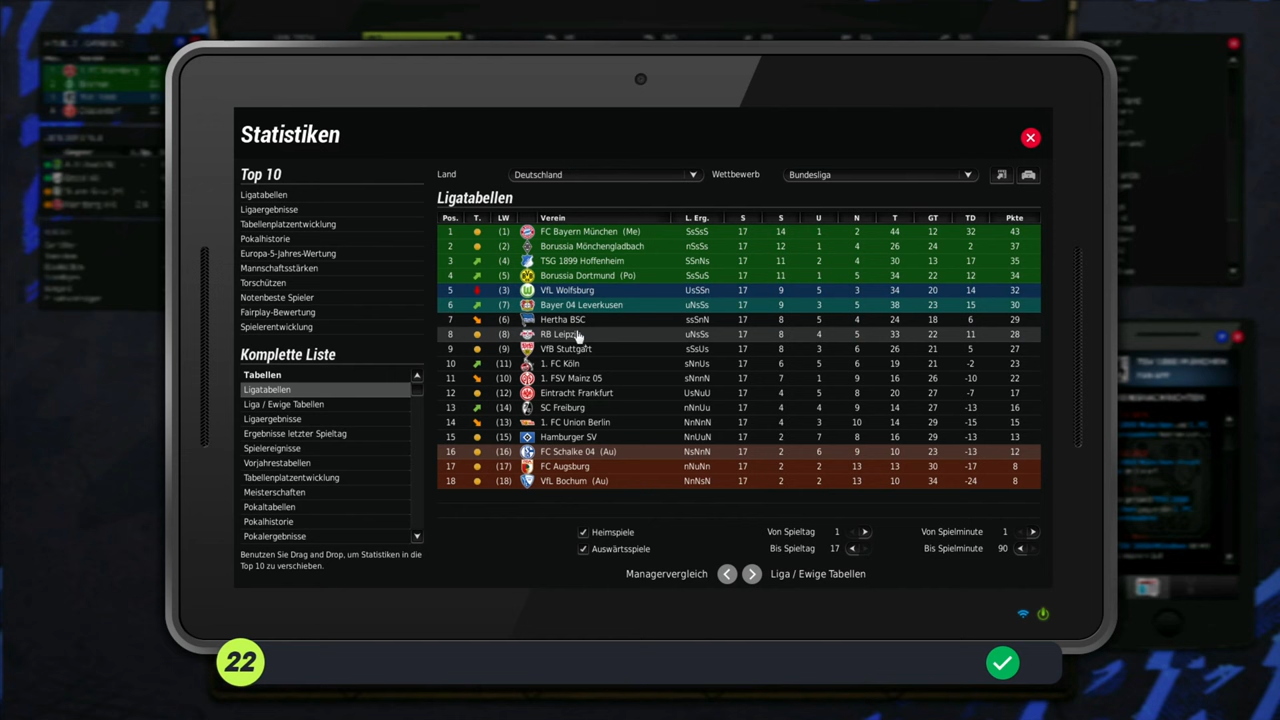 Statistiken
Top 10
Ligatabellen
Ligaergebnisse
Tabellenplatzentwicklung
Pokalhistorie
Europa-5-Jahres-Wertung
Mannschaftsstärken
Torschützen
Notenbeste Spieler
Fairplay-Bewertung
Spielerentwicklung
Komplette Liste
Tabellen
Ligatabellen
Liga / Ewige Tabellen
Ligaergebnisse
Ergebnisse letzter Spieltag
Spielereignisse
Vorjahrestabellen
Tabellenplatzentwicklung
Meisterschaften
Pokaltabellen
Pokalhistorie
Pokalergebnisse
Benutzen Sie Drag and Drop, um Statistiken in die
Top 10 zu verschieben.
Land Deutschland Wettbewerb Bundesliga
Ligatabellen
Pos. T. LW Verein L. Erg. S S U N T GT TD Pkte
1 (1) FC Bayern München (Me) SsSsS 17 14 1 2 44 12 32 43
2 (2) Borussia Mönchengladbach nSsSs 17 12 1 4 26 24 2 37
3 (4) TSG 1899 Hoffenheim SSnNs 17 11 2 4 30 13 17 35
4 (5) Borussia Dortmund (Po) SsSuS 17 11 1 5 34 22 12 34
5 (3) VfL Wolfsburg UsSSn 17 9 5 3 34 20 14 32
6 (7) Bayer 04 Leverkusen uNsSs 17 9 3 5 38 23 15 30
7 (6) Hertha BSC ssSnN 17 8 5 4 24 18 6 29
8 (8) RB Leipzig uNsSs 17 8 4 5 33 22 11 28
9 (9) VfB Stuttgart sSsUs 17 8 3 6 26 21 5 27
10 (11) 1. FC Köln sNnUs 17 6 5 6 19 21 -2 23
11 (10) 1. FSV Mainz 05 sNnnN 17 7 1 9 16 26 -10 22
12 (12) Eintracht Frankfurt UsNuU 17 4 5 8 20 27 -7 17
13 (14) SC Freiburg nNnUu 17 4 4 9 14 27 -13 16
14 (13) 1. FC Union Berlin NnNnN 17 4 3 10 14 29 -15 15
15 (15) Hamburger SV NnUuN 17 2 7 8 16 29 -13 13
16 (16) FC Schalke 04 (Au) NsNnN 17 2 6 9 10 23 -13 12
17 (17) FC Augsburg nNuNn 17 2 2 13 13 30 -17 8
18 (18) VfL Bochum (Au) NnNsN 17 2 2 13 10 34 -24 8
Heimspiele Von Spieltag 1 Von Spielminute 1
Auswärtsspiele Bis Spieltag 17 Bis Spielminute 90
Managervergleich Liga / Ewige Tabellen
22